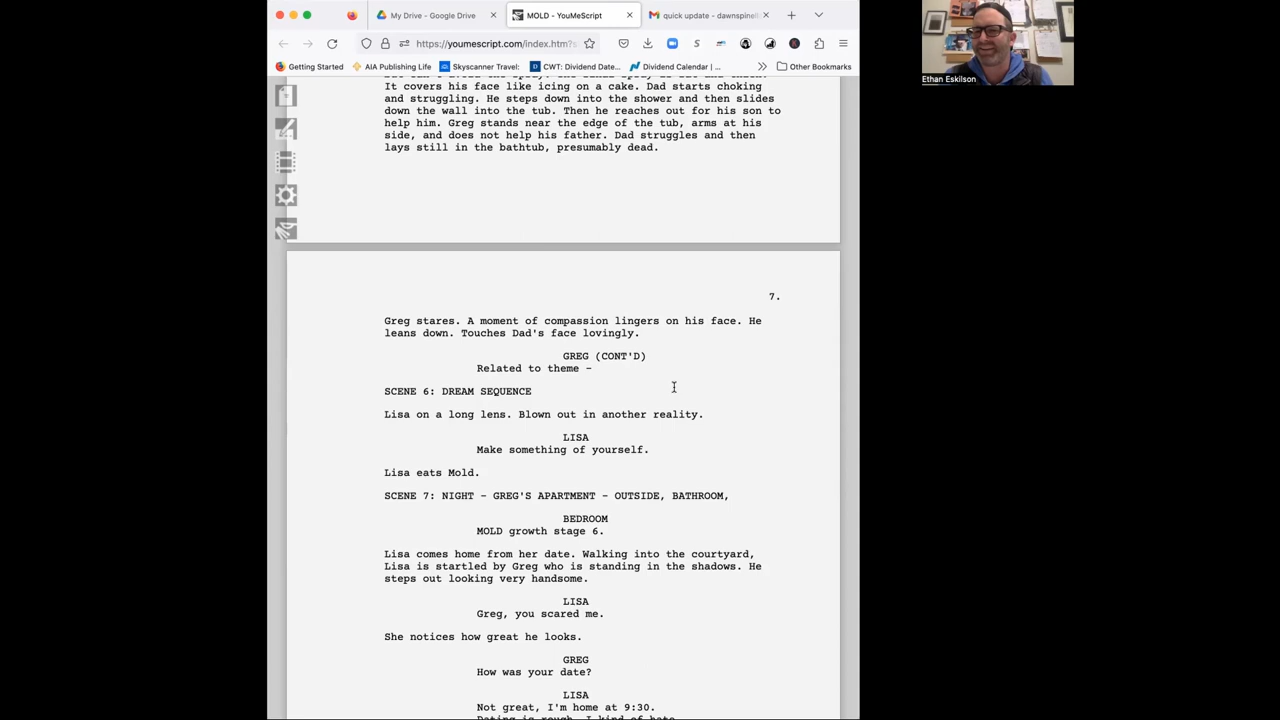 My Drive - Google Drive
MOLD - YouMeScript
quick update - dawnspinell
https://youmescript.com/index.htm?s
Getting Started
AIA Publishing Life
Skyscanner Travel:
CWT: Dividend Date...
Dividend Calendar |...
Other Bookmarks
Ethan Eskilson
It covers his face like icing on a cake. Dad starts choking
and struggling. He steps down into the shower and then slides
down the wall into the tub. Then he reaches out for his son to
help him. Greg stands near the edge of the tub, arms at his
side, and does not help his father. Dad struggles and then
lays still in the bathtub, presumably dead.
7.
Greg stares. A moment of compassion lingers on his face. He
leans down. Touches Dad's face lovingly.
GREG (CONT'D)
Related to theme -
SCENE 6: DREAM SEQUENCE
Lisa on a long lens. Blown out in another reality.
LISA
Make something of yourself.
Lisa eats Mold.
SCENE 7: NIGHT - GREG'S APARTMENT - OUTSIDE, BATHROOM,
BEDROOM
MOLD growth stage 6.
Lisa comes home from her date. Walking into the courtyard,
Lisa is startled by Greg who is standing in the shadows. He
steps out looking very handsome.
LISA
Greg, you scared me.
She notices how great he looks.
GREG
How was your date?
LISA
Not great, I'm home at 9:30.